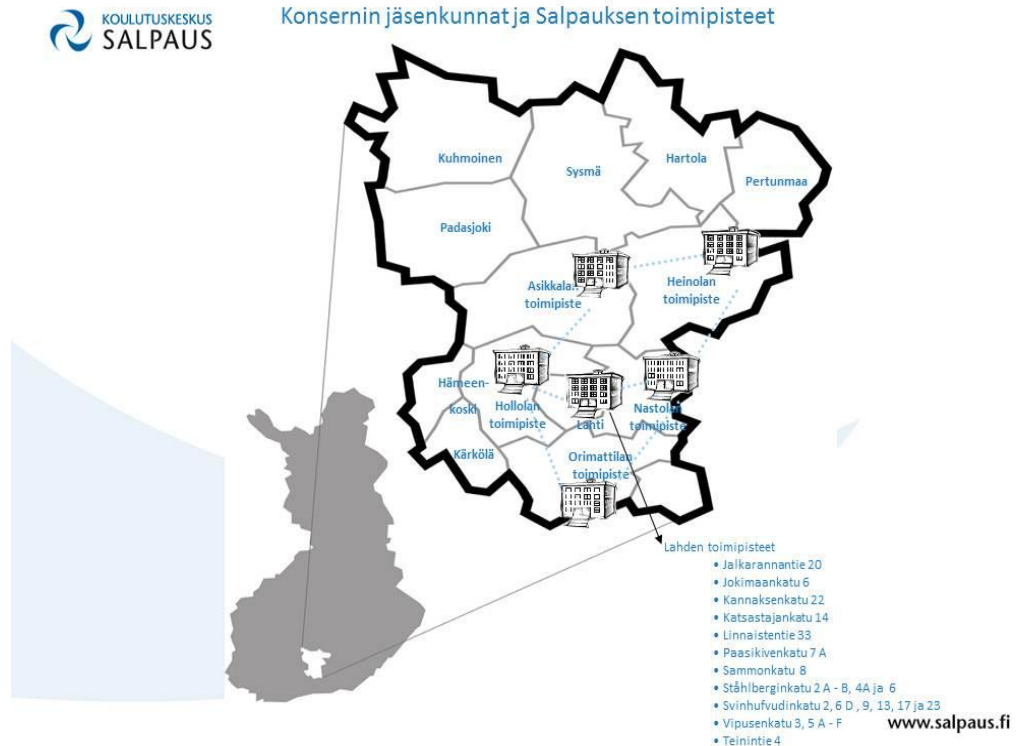 KOULUTUSKESKUS
SALPAUS
Konsernin jäsenkunnat ja Salpauksen toimipisteet
Kuhmoinen
Sysmä
Hartola
Pertunmaa
Padasjoki
Asikkalan
toimipiste
Heinolan
toimipiste
Hämeen-
koski
Hollolan
toimipiste
Lahti
Nastolan
toimipiste
Kärkölä
Orimattilan
toimipiste
Lahden toimipisteet
• Jalkarannantie 20
• Jokimaankatu 6
• Kannaksenkatu 22
• Katsastajankatu 14
• Linnaistentie 33
• Paasikivenkatu 7 A
• Sammonkatu 8
• Ståhlberginkatu 2 A - B, 4A ja 6
• Svinhufvudinkatu 2, 6 D , 9, 13, 17 ja 23
• Vipusenkatu 3, 5 A - F
• Teinintie 4
www.salpaus.fi